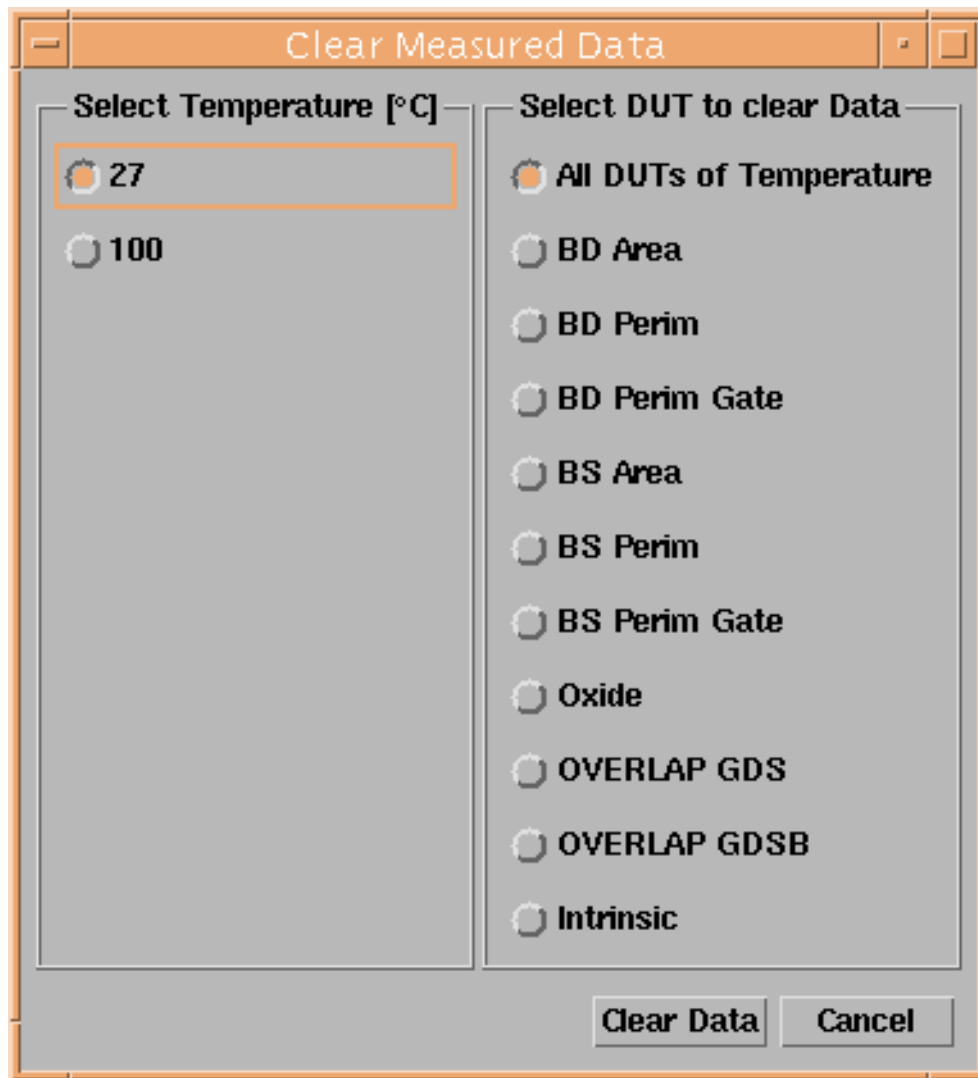 Clear Measured Data
Select Temperature [°C]
27
100
Select DUT to clear Data
All DUTs of Temperature
BD Area
BD Perim
BD Perim Gate
BS Area
BS Perim
BS Perim Gate
Oxide
OVERLAP GDS
OVERLAP GDSB
Intrinsic
Clear Data
Cancel